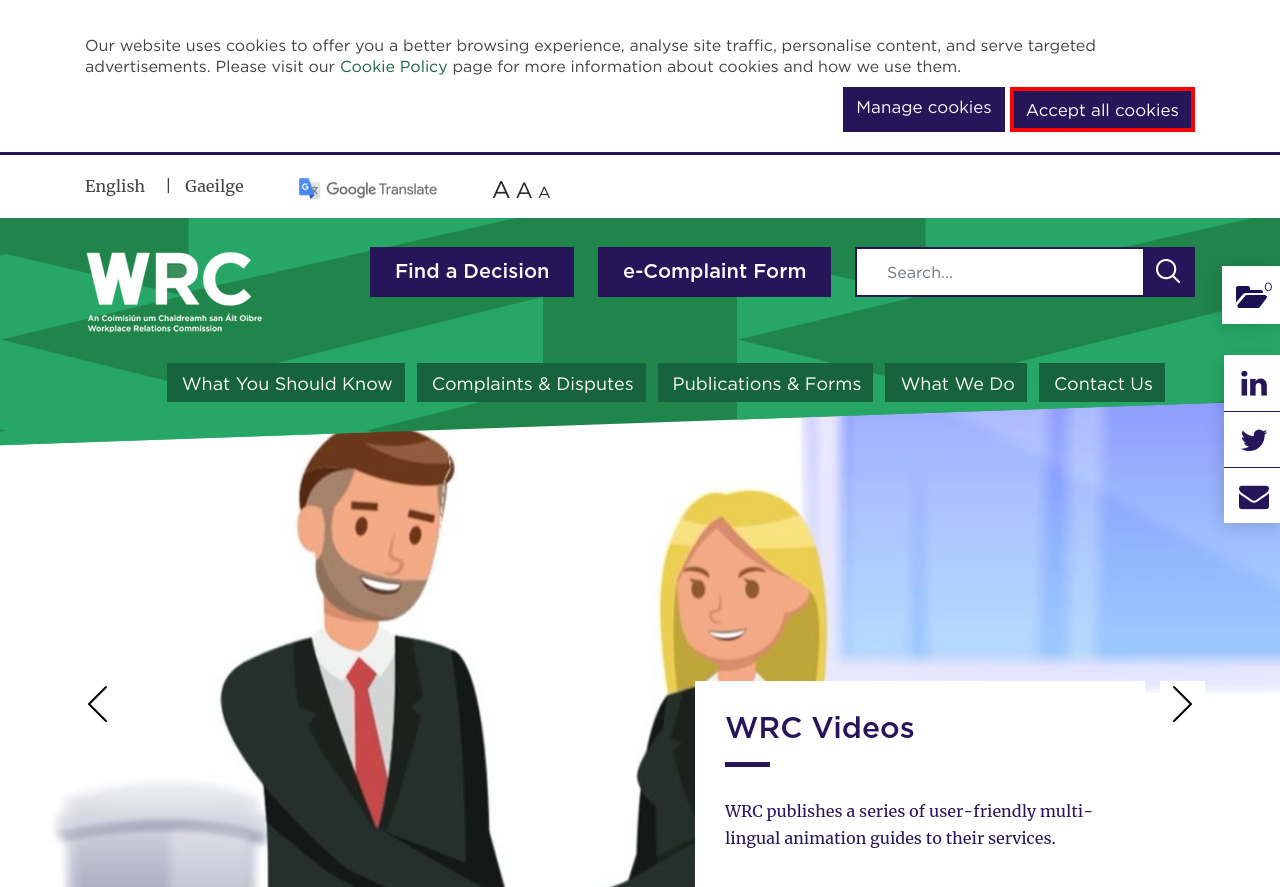 Our website uses cookies to offer you a better browsing experience, analyse site traffic, personalise content, and serve targeted
advertisements. Please visit our Cookie Policy page for more information about cookies and how we use them.
Manage cookies
Accept all cookies
English | Gaeilge
Google Translate
A A A
WRC
An Coimisiún um Chaidreamh san Áit Oibre
Workplace Relations Commission
Find a Decision
e-Complaint Form
Search...
0
What You Should Know
Complaints & Disputes
Publications & Forms
What We Do
Contact Us
in
WRC Videos
WRC publishes a series of user-friendly multi-
lingual animation guides to their services.